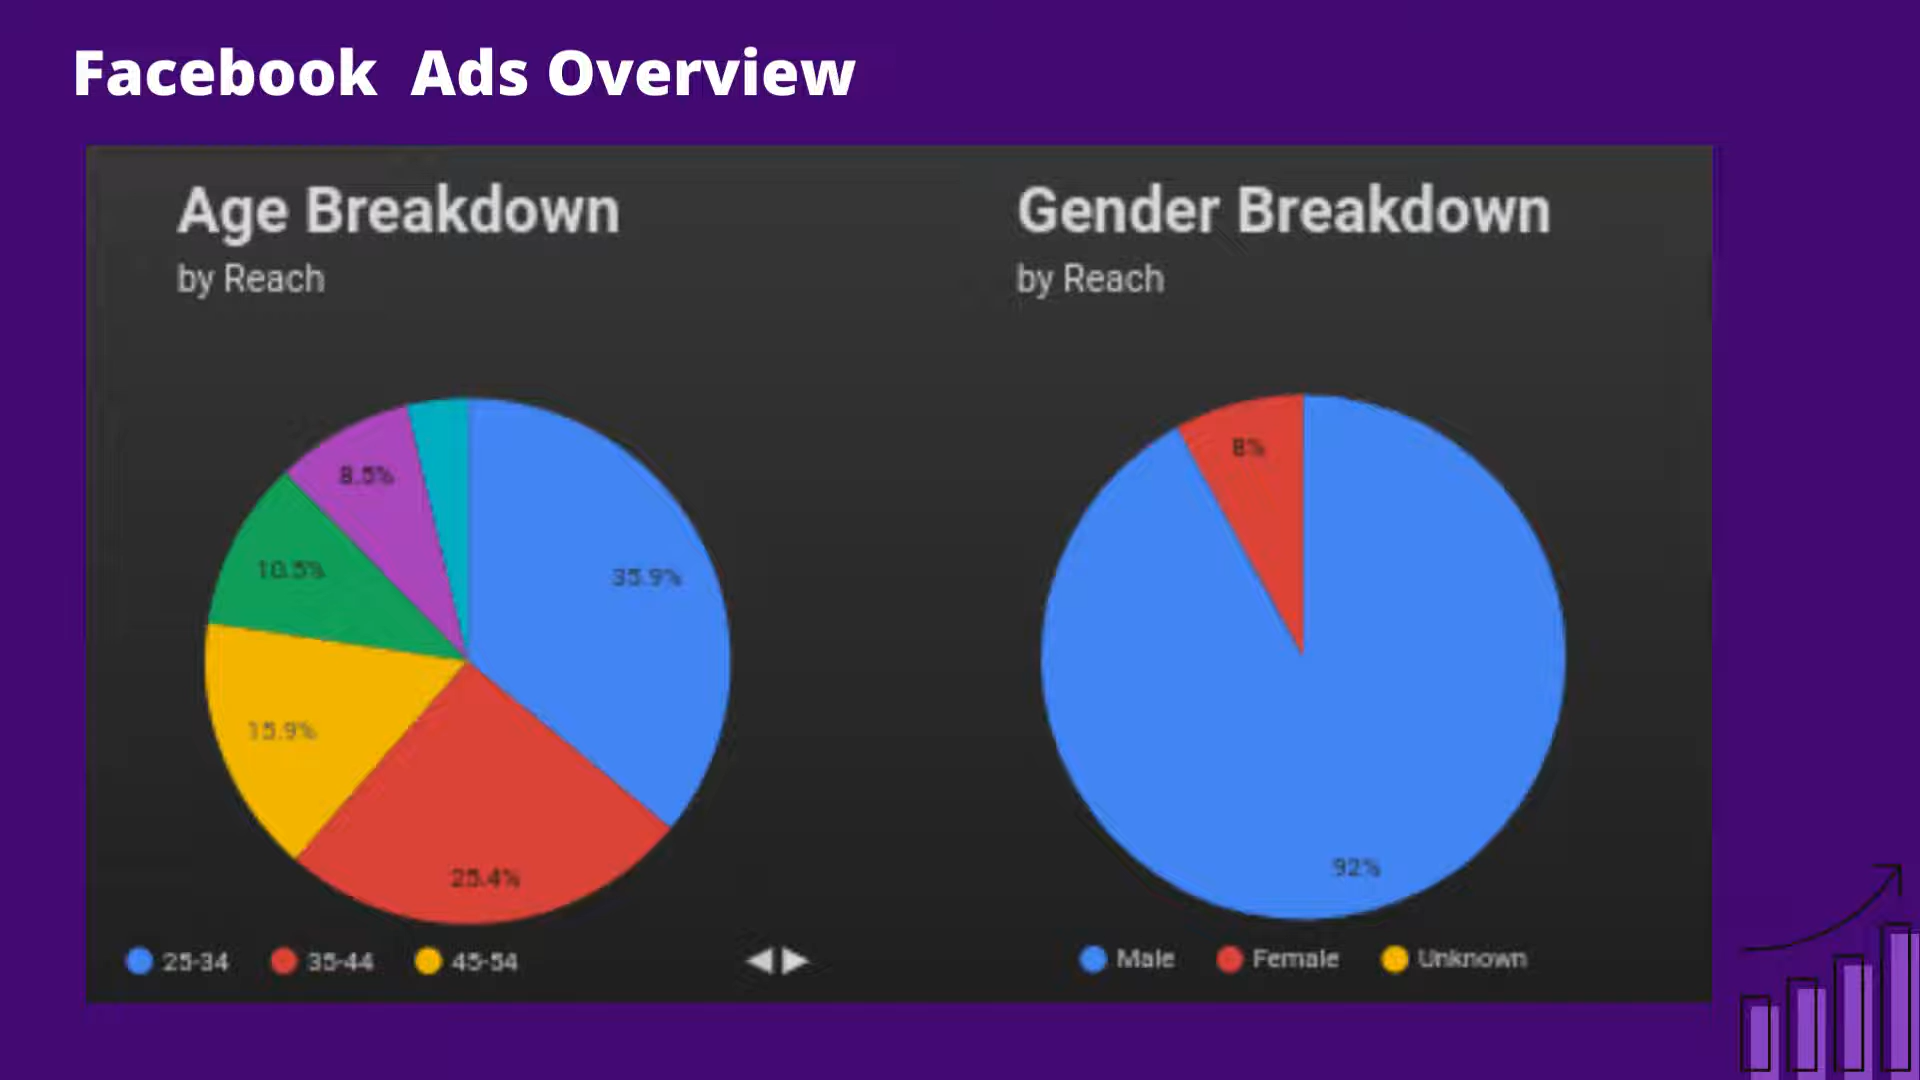 Facebook  Ads Overview
Age Breakdown
by Reach
8.5%
10.5%
35.9%
15.9%
25.4%
25-34
35-44
45-54
Gender Breakdown
by Reach
8%
92%
Male
Female
Unknown